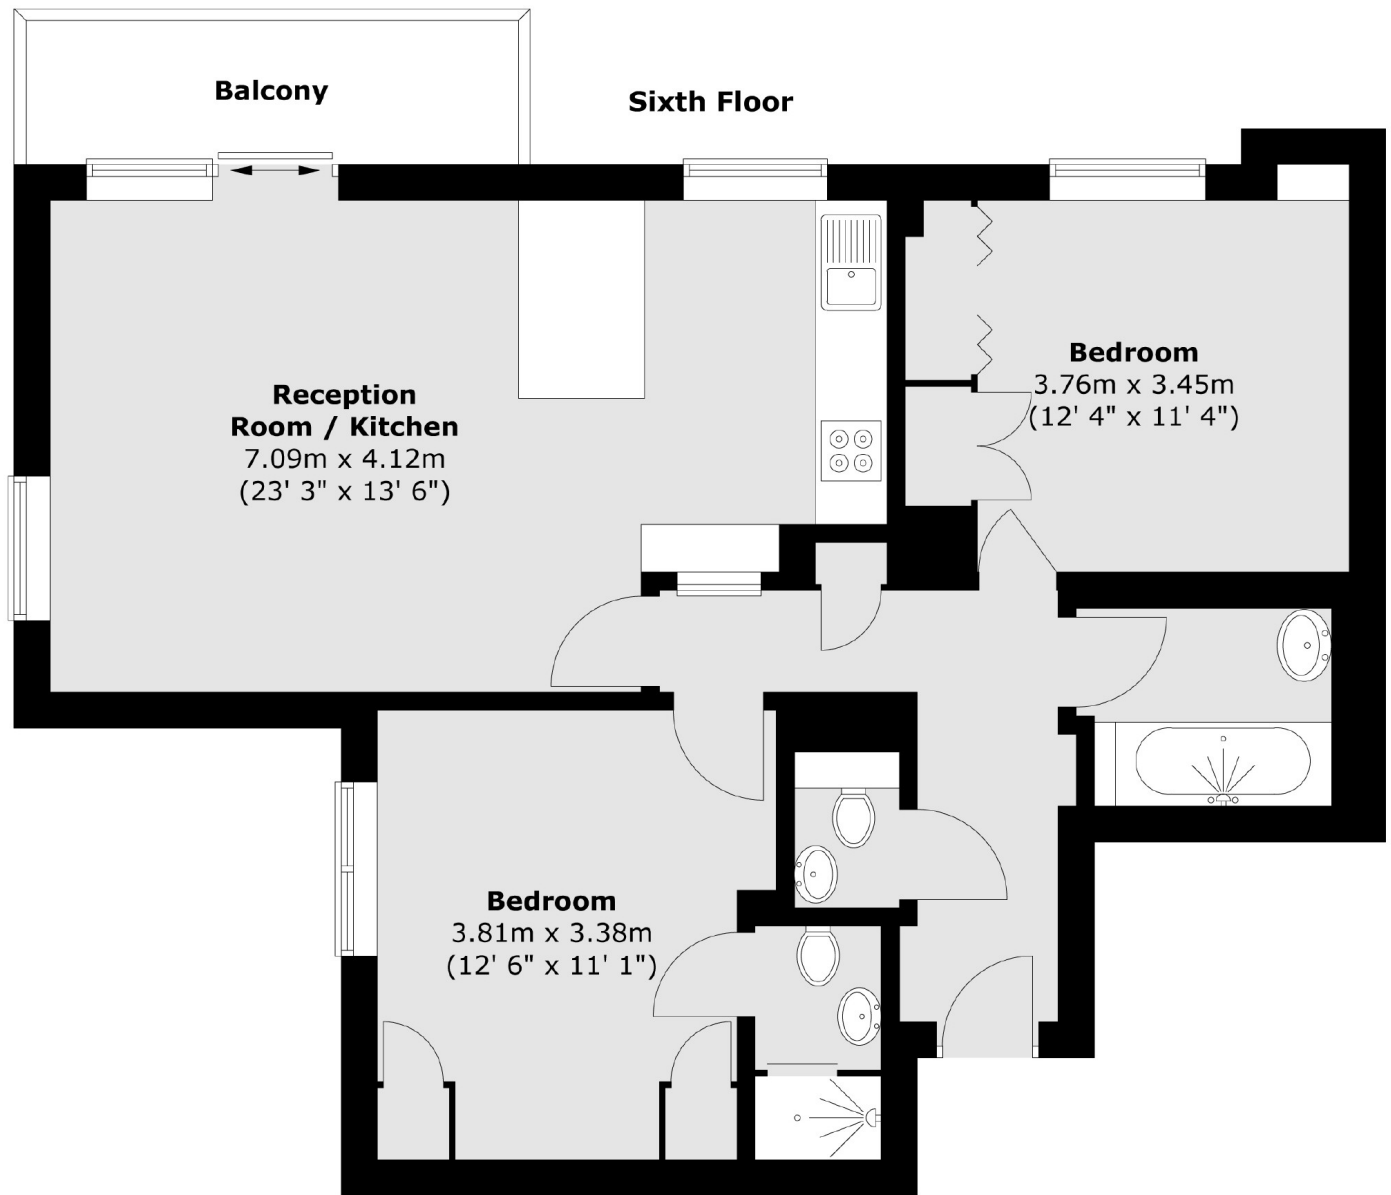 Balcony
Sixth Floor
Bedroom
3.76m x 3.45m
(12' 4" x 11' 4")
Reception
Room / Kitchen
7.09m x 4.12m
(23' 3" x 13' 6")
Bedroom
3.81m x 3.38m
(12' 6" x 11' 1")